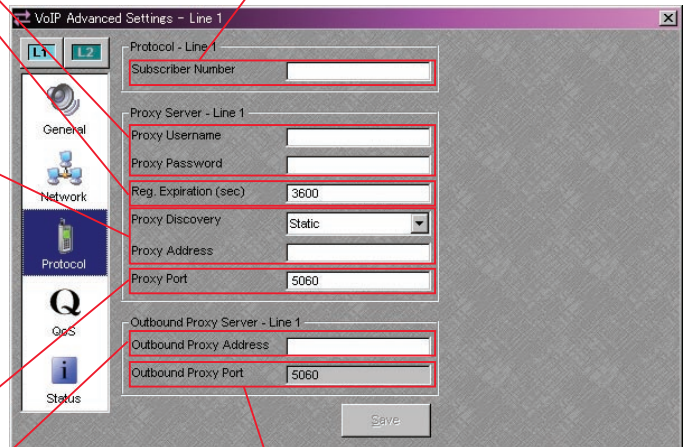 VoIP Advanced Settings - Line 1
L1 L2
General
Network
Protocol
Q
QoS
i
Status
Protocol - Line 1
Subscriber Number
Proxy Server - Line 1
Proxy Username
Proxy Password
Reg. Expiration (sec) 3600
Proxy Discovery Static
Proxy Address
Proxy Port 5060
Outbound Proxy Server - Line 1
Outbound Proxy Address
Outbound Proxy Port 5060
Save